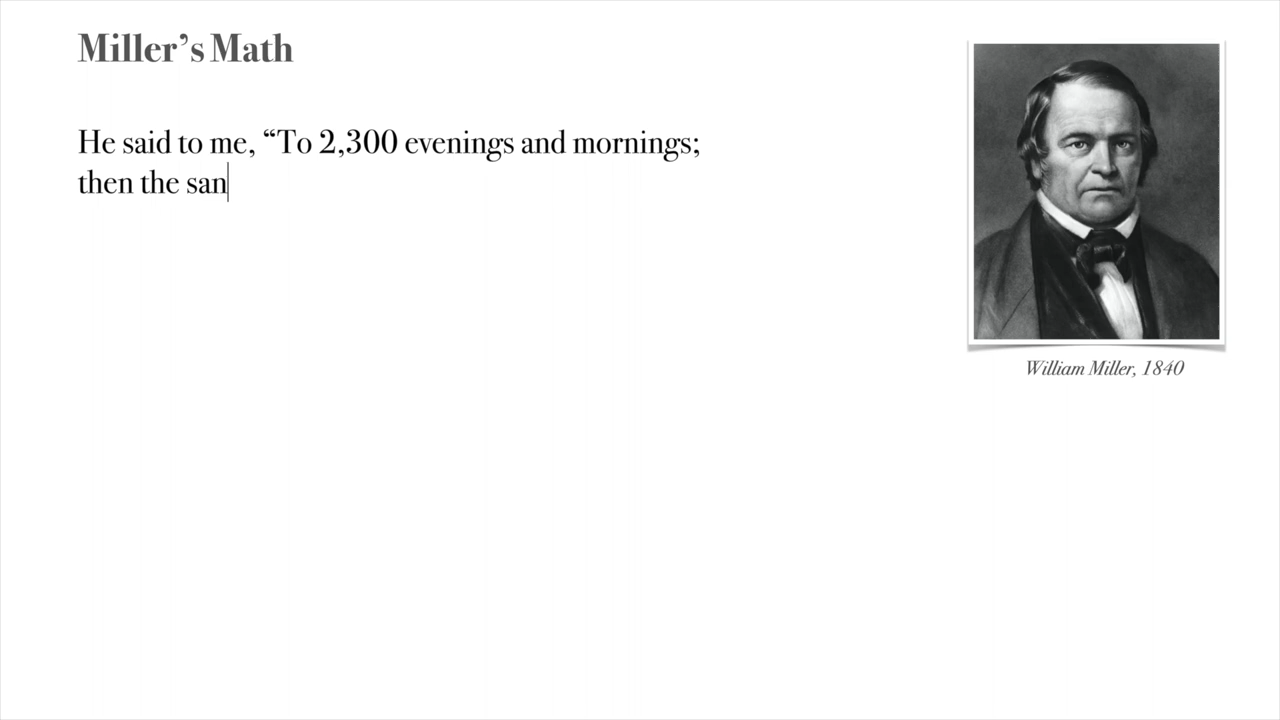 Miller’s Math
He said to me, “To 2,300 evenings and mornings;
then the san
William Miller, 1840